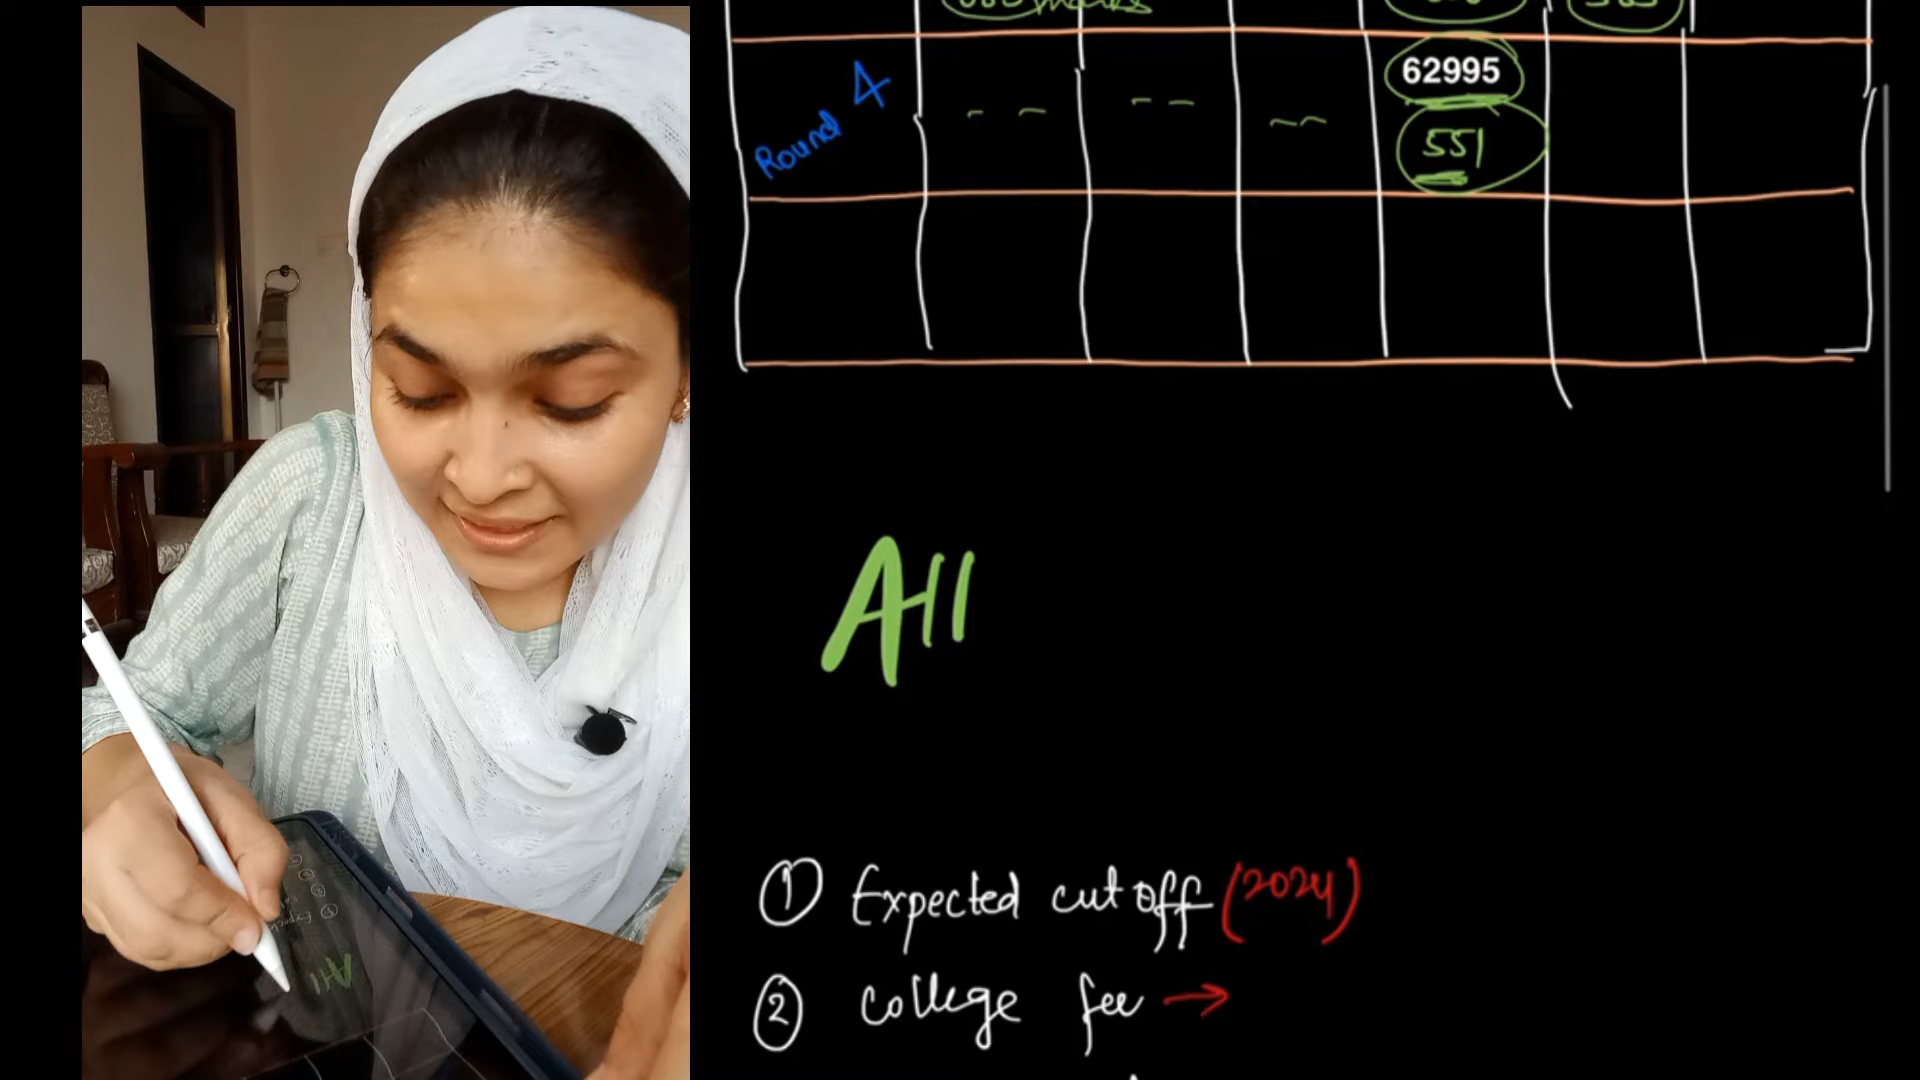 Round 4
62995
551
All
① Expected cut off (2024)
② College fee →